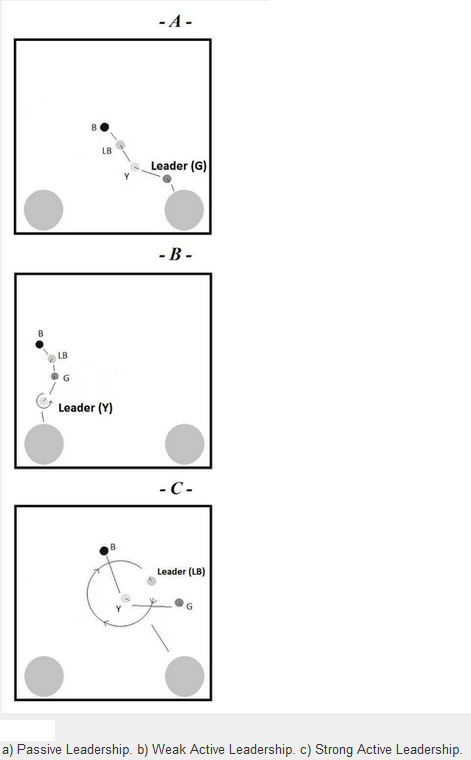 - A -
B
LB
Leader (G)
Y
- B -
B
LB
G
Leader (Y)
- C -
B
Leader (LB)
Y
G
a) Passive Leadership. b) Weak Active Leadership. c) Strong Active Leadership.